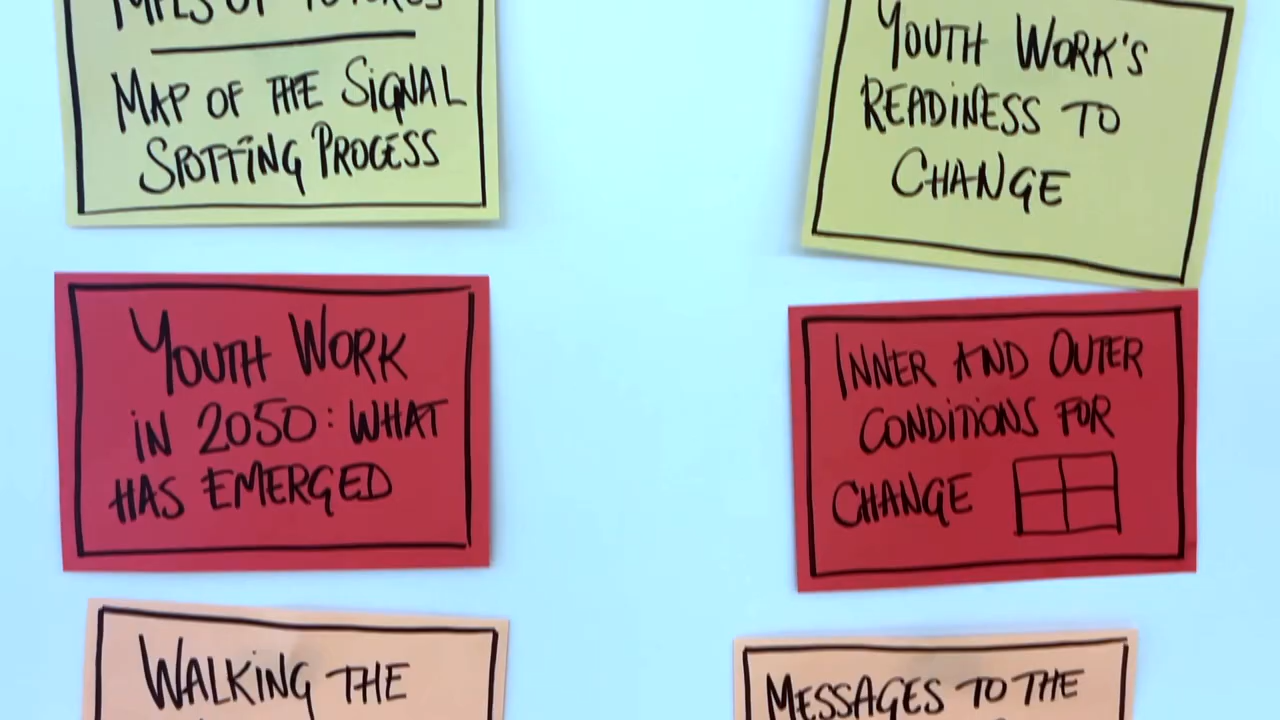 MAP OF THE SIGNAL
SPOTTING PROCESS
YOUTH WORK'S
READINESS TO
CHANGE
YOUTH WORK
IN 2050: WHAT
HAS EMERGED
INNER AND OUTER
CONDITIONS FOR
CHANGE
WALKING THE
MESSAGES TO THE